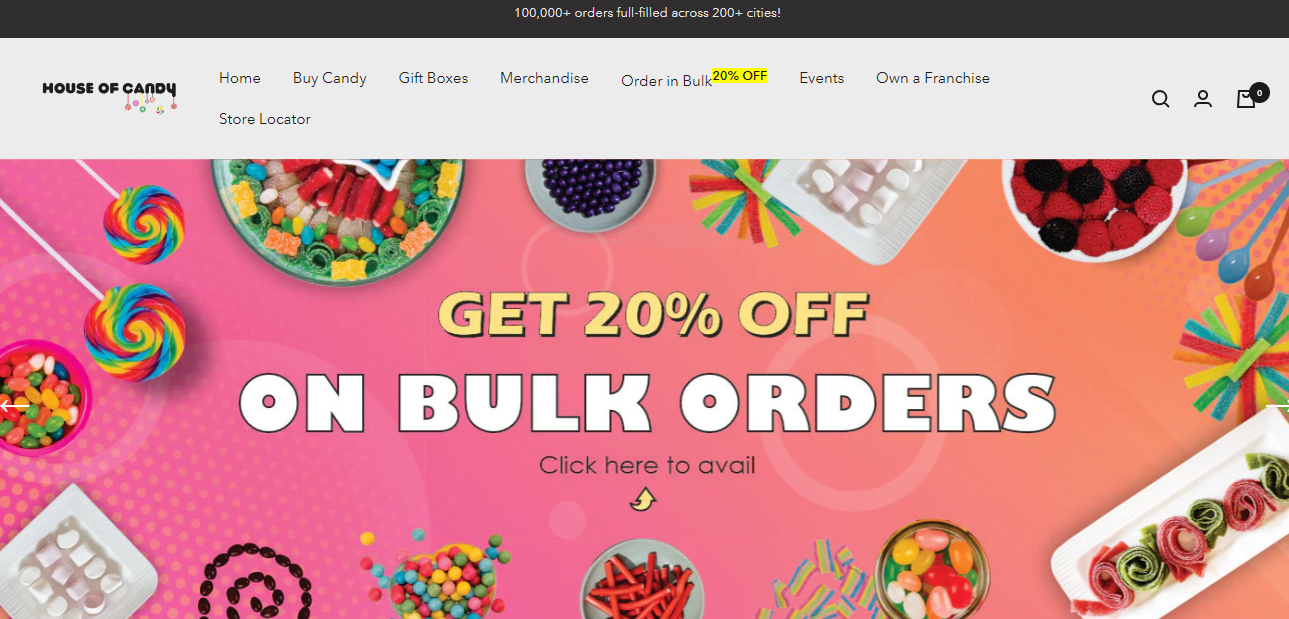 100,000+ orders full-filled across 200+ cities!
HOUSE OF CANDY
Home Buy Candy Gift Boxes Merchandise Order in Bulk 20% OFF Events Own a Franchise
Store Locator
0
GET 20% OFF
ON BULK ORDERS
Click here to avail